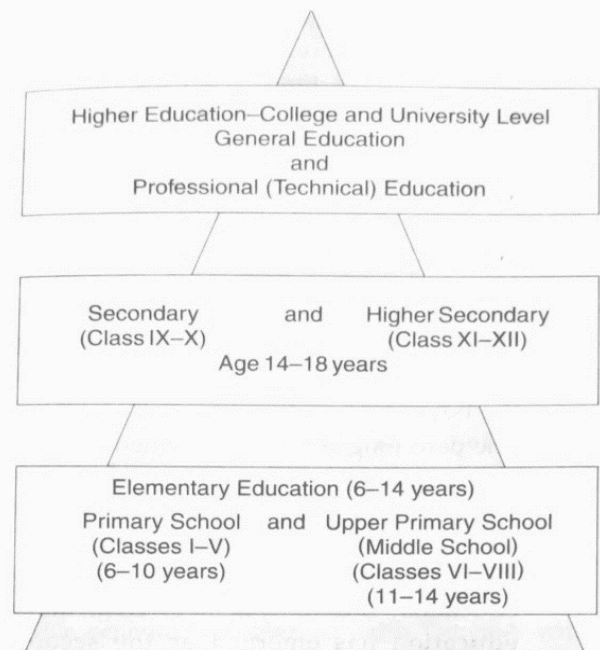 Higher Education–College and University Level
General Education
and
Professional (Technical) Education
Secondary and Higher Secondary
(Class IX–X) (Class XI–XII)
Age 14–18 years
Elementary Education (6–14 years)
Primary School and Upper Primary School
(Classes I–V) (Middle School)
(6–10 years) (Classes VI–VIII)
(11–14 years)